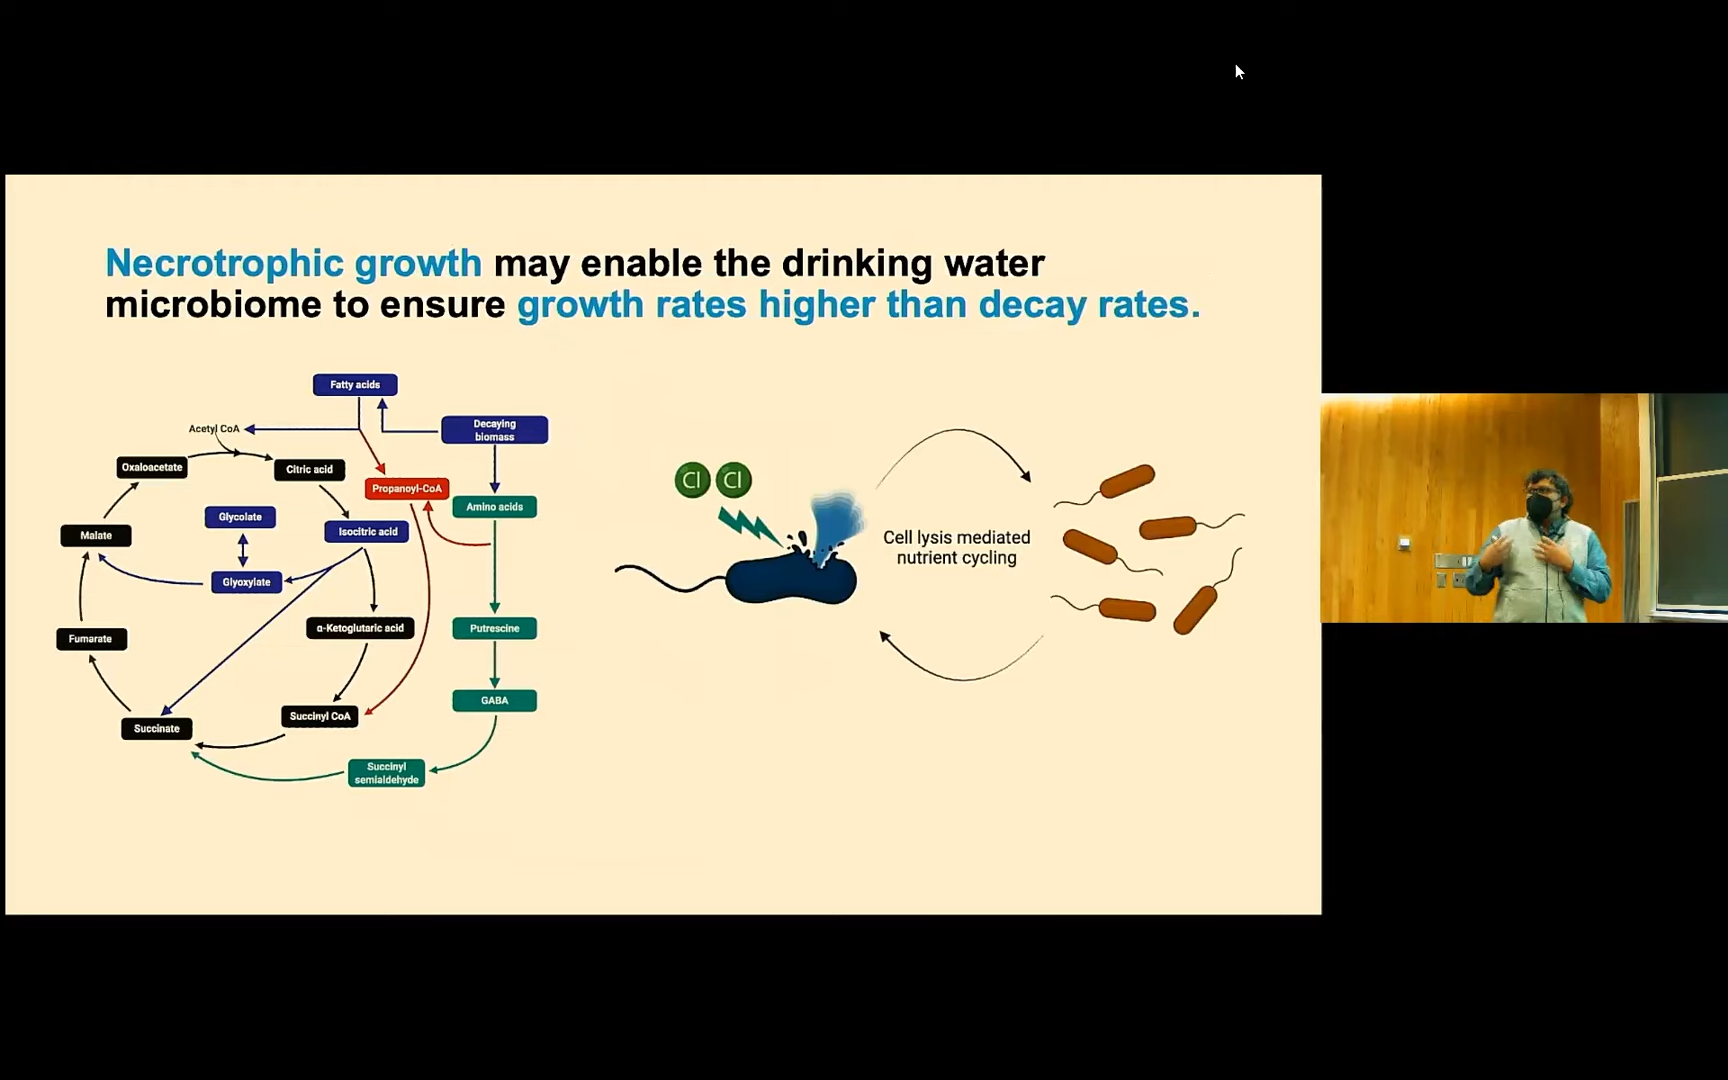 Necrotrophic growth may enable the drinking water
microbiome to ensure growth rates higher than decay rates.
Fatty acids
Decaying
biomass
Acetyl CoA
Oxaloacetate
Citric acid
Propanoyl-CoA
Amino acids
Glycolate
Isocitric acid
Malate
Glyoxylate
α-Ketoglutaric acid
Putrescine
Fumarate
GABA
Succinyl CoA
Succinate
Succinyl
semialdehyde
Cl
Cl
Cell lysis mediated
nutrient cycling